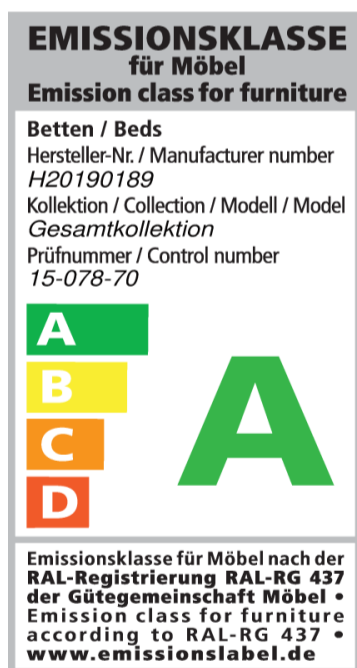 EMISSIONSKLASSE
für Möbel
Emission class for furniture
Betten / Beds
Hersteller-Nr. / Manufacturer number
H20190189
Kollektion / Collection / Modell / Model
Gesamtkollektion
Prüfnummer / Control number
15-078-70
A
B
C
D
A
Emissionsklasse für Möbel nach der
RAL-Registrierung RAL-RG 437
der Gütegemeinschaft Möbel •
Emission class for furniture
according to RAL-RG 437 •
www.emissionslabel.de